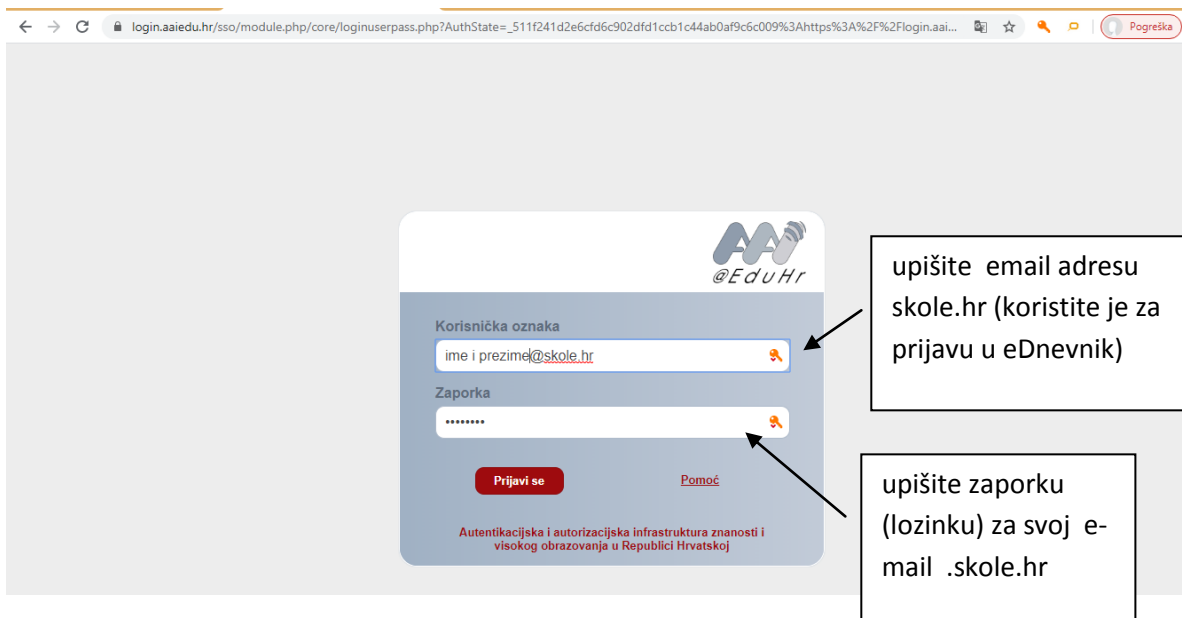 login.aaiedu.hr/sso/module.php/core/loginuserpass.php?AuthState=_511f241d2e6cfd6c902dfd1ccb1c44ab0af9c6c009%3Ahttps%3A%2F%2Flogin.aai...
Pogreška
AAI
@EduHr
Korisnička oznaka
ime i prezime@skole.hr
Zaporka
••••••••
Prijavi se
Pomoć
Autentikacijska i autorizacijska infrastruktura znanosti i
visokog obrazovanja u Republici Hrvatskoj
upišite email adresu
skole.hr (koristite je za
prijavu u eDnevnik)
upišite zaporku
(lozinku) za svoj e-
mail .skole.hr